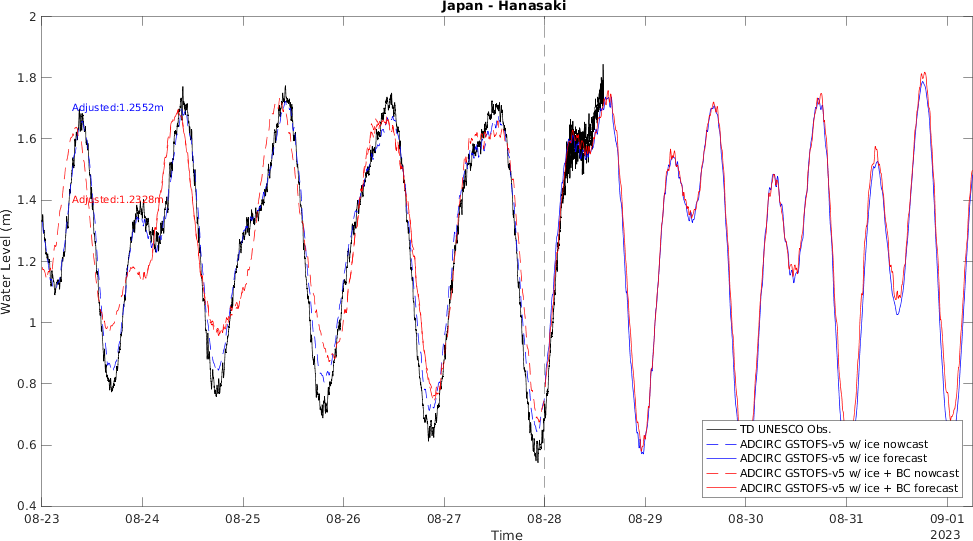 Japan - Hanasaki
2
1.8
1.6
1.4
1.2
1
0.8
0.6
0.4
Water Level (m)
Adjusted:1.2552m
Adjusted:1.2328m
TD UNESCO Obs.
ADCIRC GSTOFS-v5 w/ ice nowcast
ADCIRC GSTOFS-v5 w/ ice forecast
ADCIRC GSTOFS-v5 w/ ice + BC nowcast
ADCIRC GSTOFS-v5 w/ ice + BC forecast
08-23 08-24 08-25 08-26 08-27 08-28 08-29 08-30 08-31 09-01
2023
Time